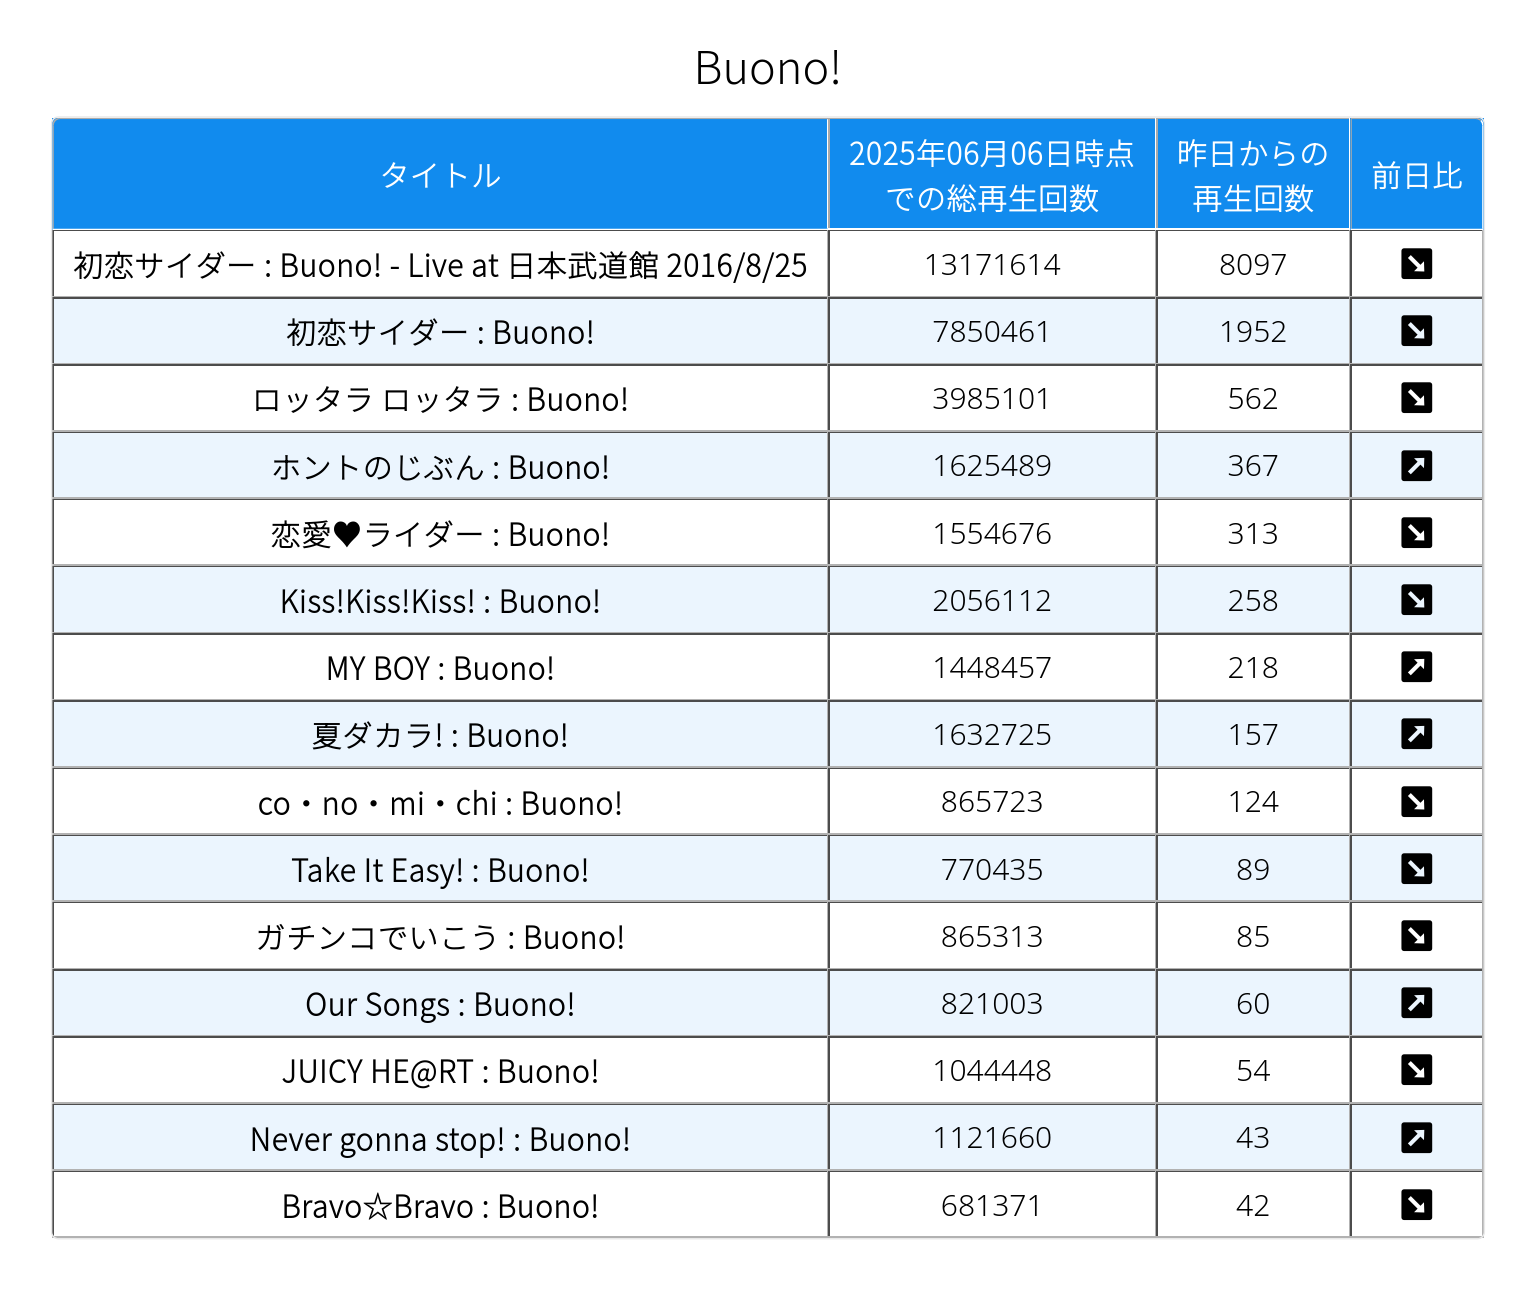 Buono!
タイトル 2025年06月06日時点 昨日からの 前日比
での総再生回数 再生回数
初恋サイダー : Buono! - Live at 日本武道館 2016/8/25 13171614 8097 ↘
初恋サイダー : Buono! 7850461 1952 ↘
ロッタラ ロッタラ : Buono! 3985101 562 ↘
ホントのじぶん : Buono! 1625489 367 ↗
恋愛♥ライダー : Buono! 1554676 313 ↘
Kiss!Kiss!Kiss! : Buono! 2056112 258 ↘
MY BOY : Buono! 1448457 218 ↗
夏ダカラ! : Buono! 1632725 157 ↗
co・no・mi・chi : Buono! 865723 124 ↘
Take It Easy! : Buono! 770435 89 ↘
ガチンコでいこう : Buono! 865313 85 ↘
Our Songs : Buono! 821003 60 ↗
JUICY HE@RT : Buono! 1044448 54 ↘
Never gonna stop! : Buono! 1121660 43 ↗
Bravo☆Bravo : Buono! 681371 42 ↘